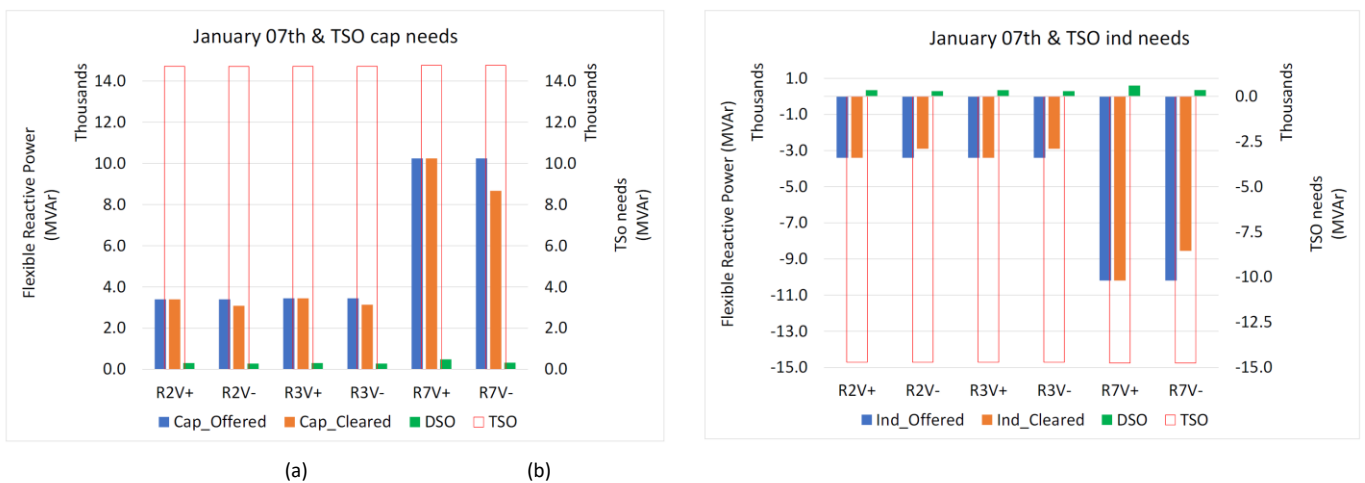 January 07th & TSO cap needs
Thousands
Flexible Reactive Power
(MVAr)
14.0
12.0
10.0
8.0
6.0
4.0
2.0
0.0
R2V+ R2V- R3V+ R3V- R7V+ R7V-
14.0
12.0
10.0
8.0
6.0
4.0
2.0
0.0
Thousands
TSo needs
(MVAr)
Cap_Offered Cap_Cleared DSO TSO
(a)
January 07th & TSO ind needs
Thousands
Flexible Reactive Power (MVAr)
1.0
-1.0
-3.0
-5.0
-7.0
-9.0
-11.0
-13.0
-15.0
R2V+ R2V- R3V+ R3V- R7V+ R7V-
0.0
-2.5
-5.0
-7.5
-10.0
-12.5
-15.0
Thousands
TSO needs
(MVAr)
Ind_Offered Ind_Cleared DSO TSO
(b)